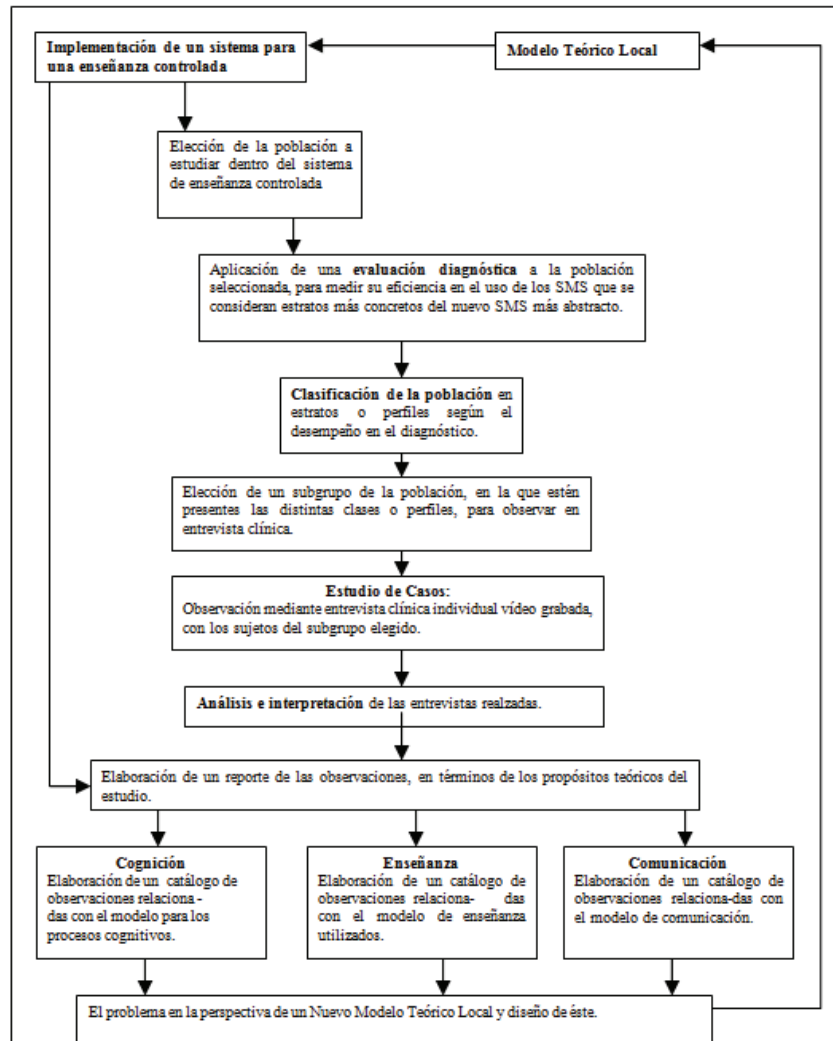 Implementación de un sistema para
una enseñanza controlada
Modelo Teórico Local
Elección de la población a
estudiar dentro del sistema
de enseñanza controlada
Aplicación de una evaluación diagnóstica a la población
seleccionada, para medir su eficiencia en el uso de los SMS que se
consideran estratos más concretos del nuevo SMS más abstracto.
Clasificación de la población en
estratos o perfiles según el
desempeño en el diagnóstico.
Elección de un subgrupo de la población, en la que estén
presentes las distintas clases o perfiles, para observar en
entrevista clínica.
Estudio de Casos:
Observación mediante entrevista clínica individual vídeo grabada,
con los sujetos del subgrupo elegido.
Análisis e interpretación de las entrevistas realzadas.
Elaboración de un reporte de las observaciones, en términos de los propósitos teóricos del
estudio.
Cognición
Elaboración de un catálogo de
observaciones relaciona -
das con el modelo para los
procesos cognitivos.
Enseñanza
Elaboración de un catálogo de
observaciones relaciona- das
con el modelo de enseñanza
utilizados.
Comunicación
Elaboración de un catálogo de
observaciones relaciona-das con
el modelo de comunicación.
El problema en la perspectiva de un Nuevo Modelo Teórico Local y diseño de éste.